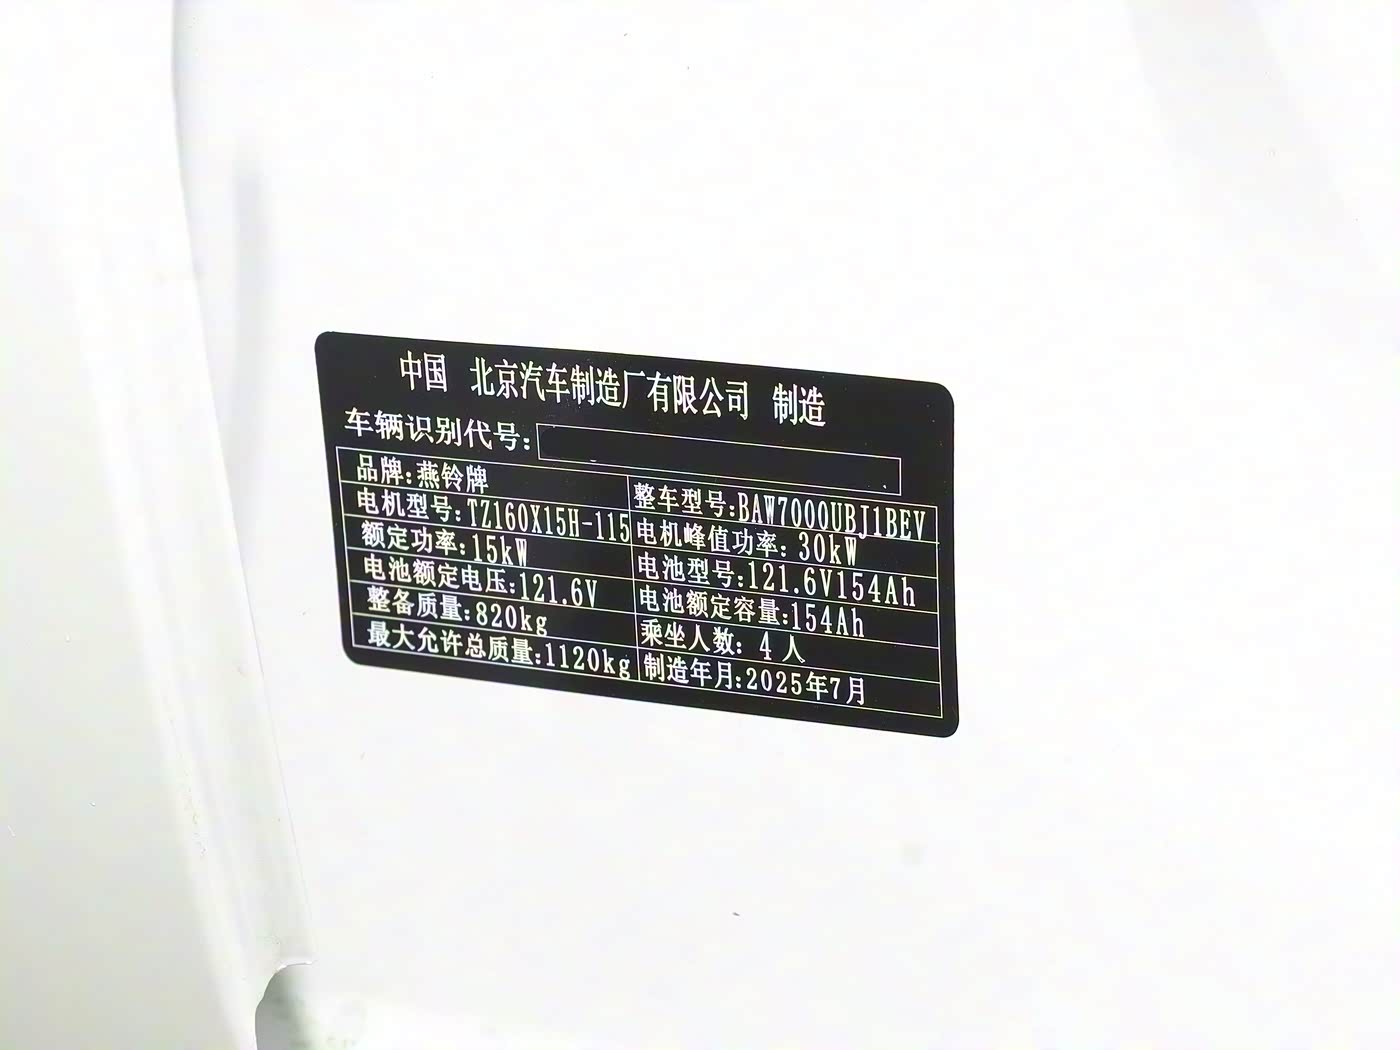 中国 北京汽车制造厂有限公司 制造
车辆识别代号:
品牌:燕铃牌 整车型号:BAW7000UBJ1BEV
电机型号:TZ160X15H-115 电机峰值功率: 30kW
额定功率:15kW 电池型号:121.6V154Ah
电池额定电压:121.6V 电池额定容量:154Ah
整备质量:820kg 乘坐人数: 4 人
最大允许总质量:1120kg 制造年月:2025年7月